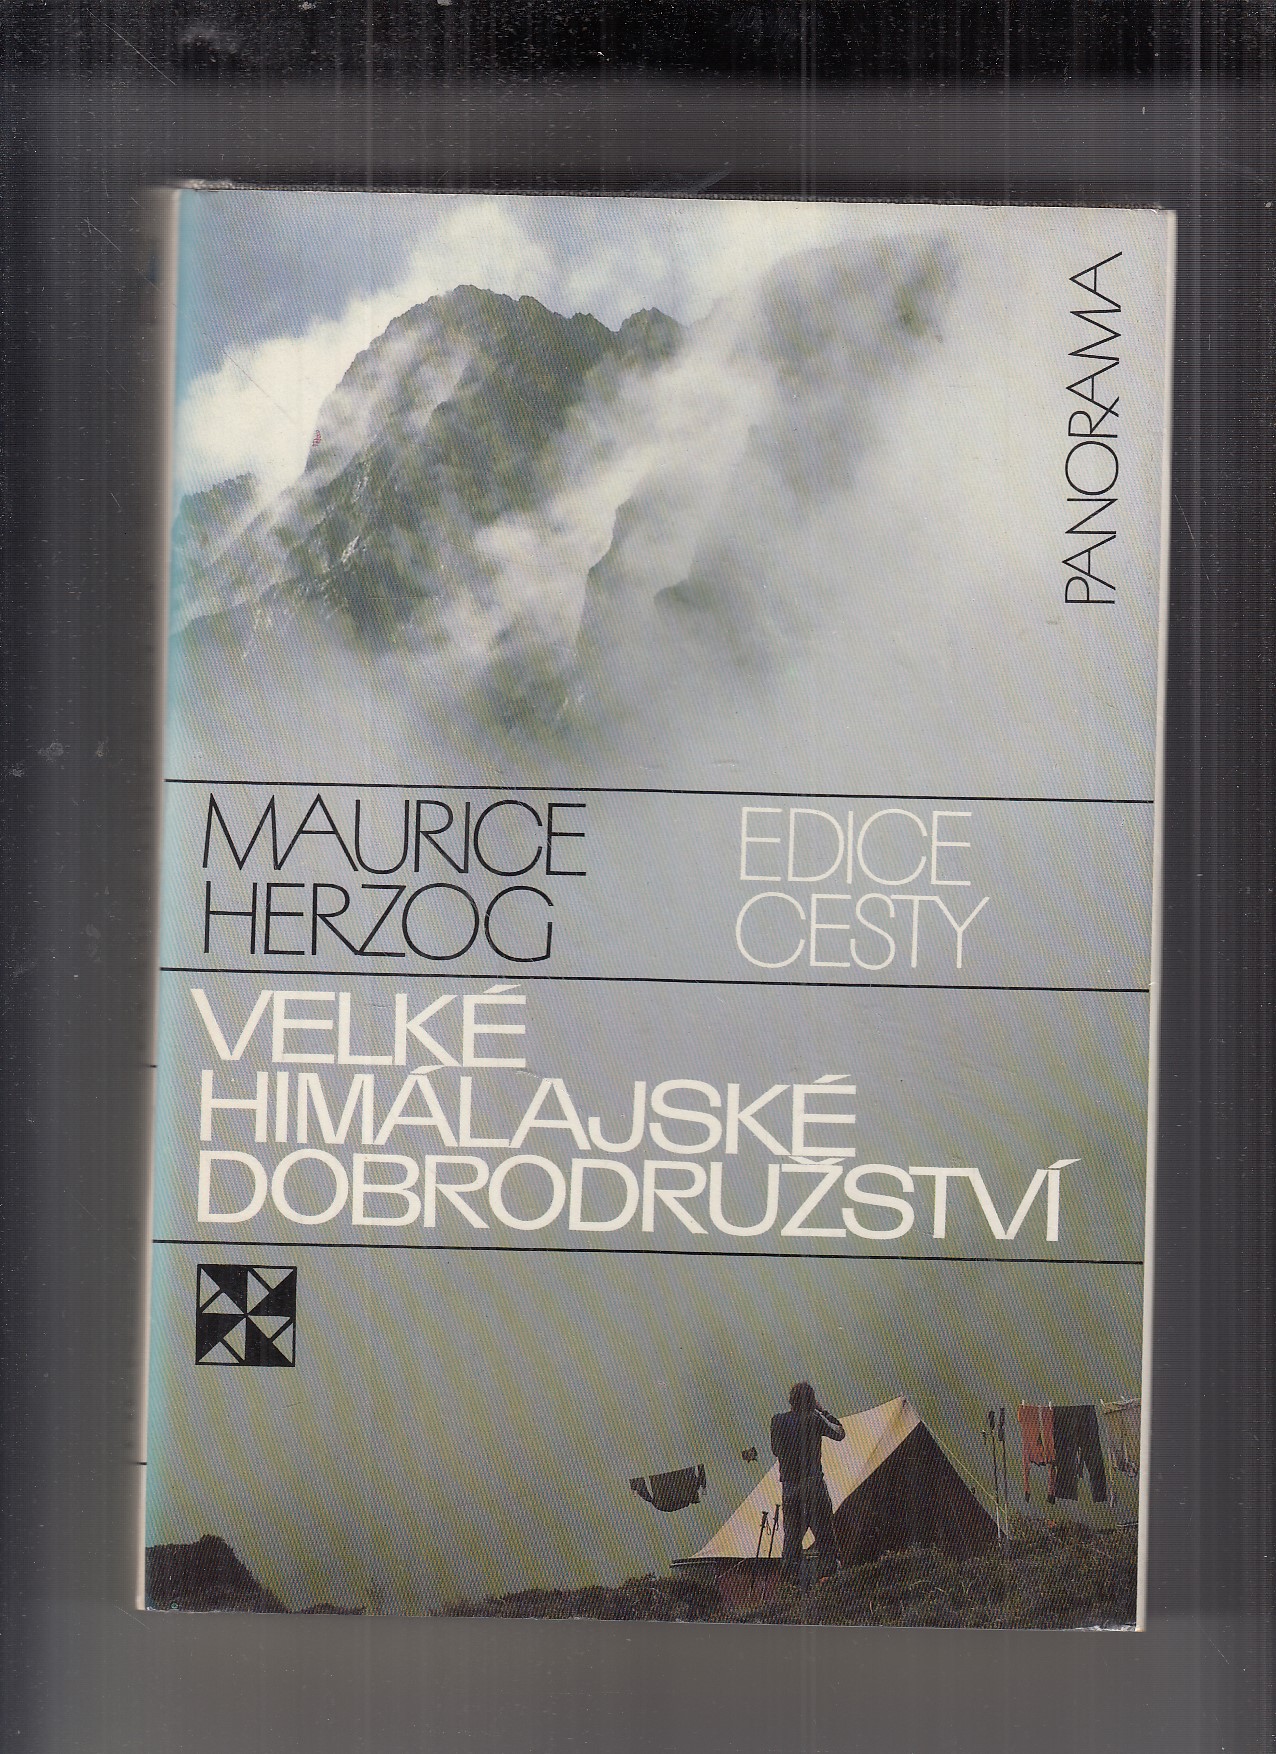 PANORAMA
MAURICE
HERZOG
EDICE
CESTY
VELKÉ
HIMÁLAJSKÉ
DOBRODRUŽSTVÍ